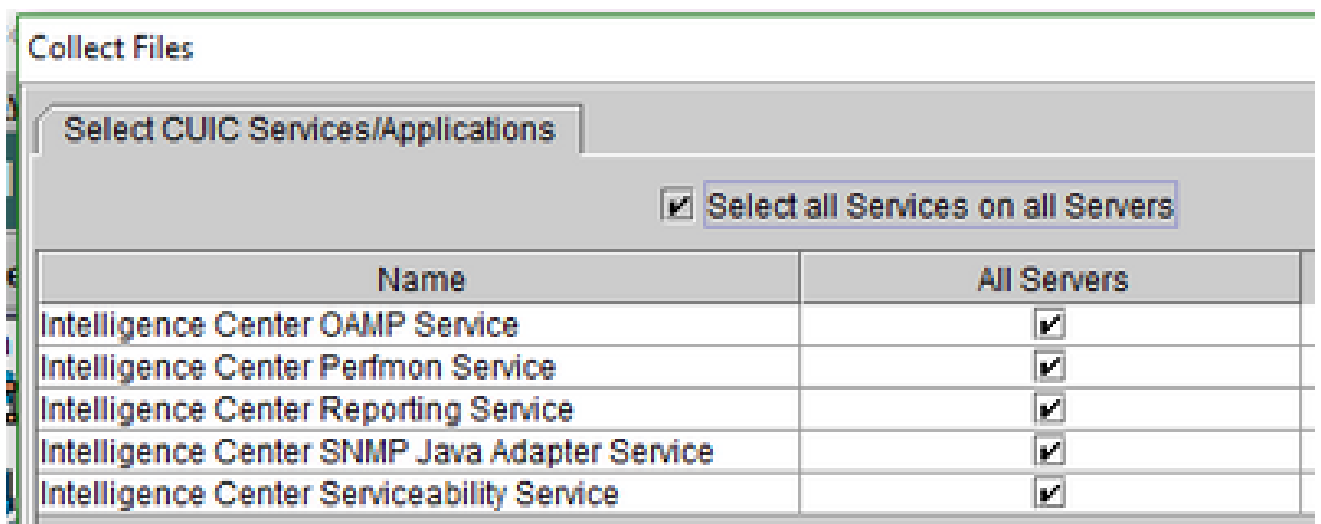 Collect Files
Select CUIC Services/Applications
Select all Services on all Servers
Name All Servers
Intelligence Center OAMP Service
Intelligence Center Perfmon Service
Intelligence Center Reporting Service
Intelligence Center SNMP Java Adapter Service
Intelligence Center Serviceability Service